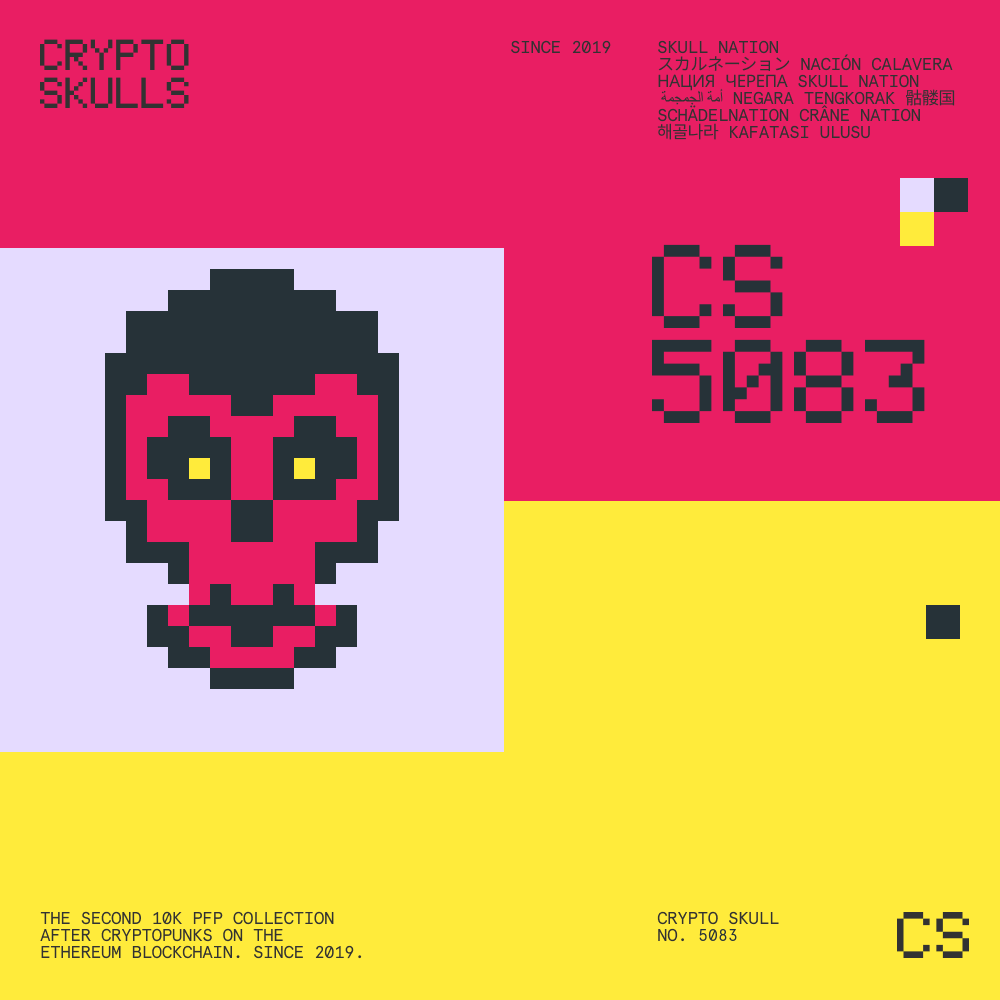 CRYPTO
SKULLS
SINCE 2019
SKULL NATION
スカルネーション NACIÓN CALAVERA
НАЦИЯ ЧЕРЕПА SKULL NATION
أمة الجمجمة NEGARA TENGKORAK 骷髅国
SCHÄDELNATION CRÂNE NATION
해골나라 KAFATASI ULUSU
CS
5083
THE SECOND 10K PFP COLLECTION
AFTER CRYPTOPUNKS ON THE
ETHEREUM BLOCKCHAIN. SINCE 2019.
CRYPTO SKULL
NO. 5083
CS